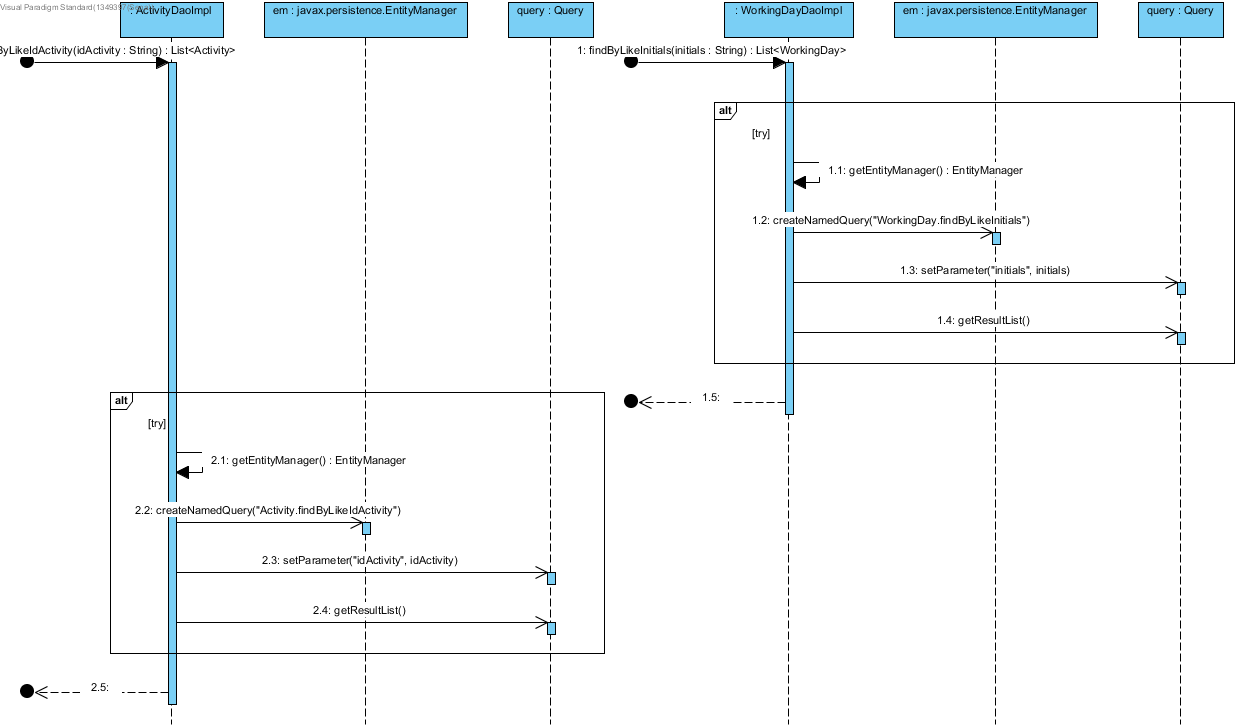 Visual Paradigm Standard(
: ActivityDaoImpl
em : javax.persistence.EntityManager
query : Query
: WorkingDayDaoImpl
em : javax.persistence.EntityManager
query : Query
ByLikeIdActivity(idActivity : String) : List<Activity>
1: findByLikeInitials(initials : String) : List<WorkingDay>
alt
[try]
1.1: getEntityManager() : EntityManager
1.2: createNamedQuery("WorkingDay.findByLikeInitials")
1.3: setParameter("initials", initials)
1.4: getResultList()
1.5:
alt
[try]
2.1: getEntityManager() : EntityManager
2.2: createNamedQuery("Activity.findByLikeIdActivity")
2.3: setParameter("idActivity", idActivity)
2.4: getResultList()
2.5: